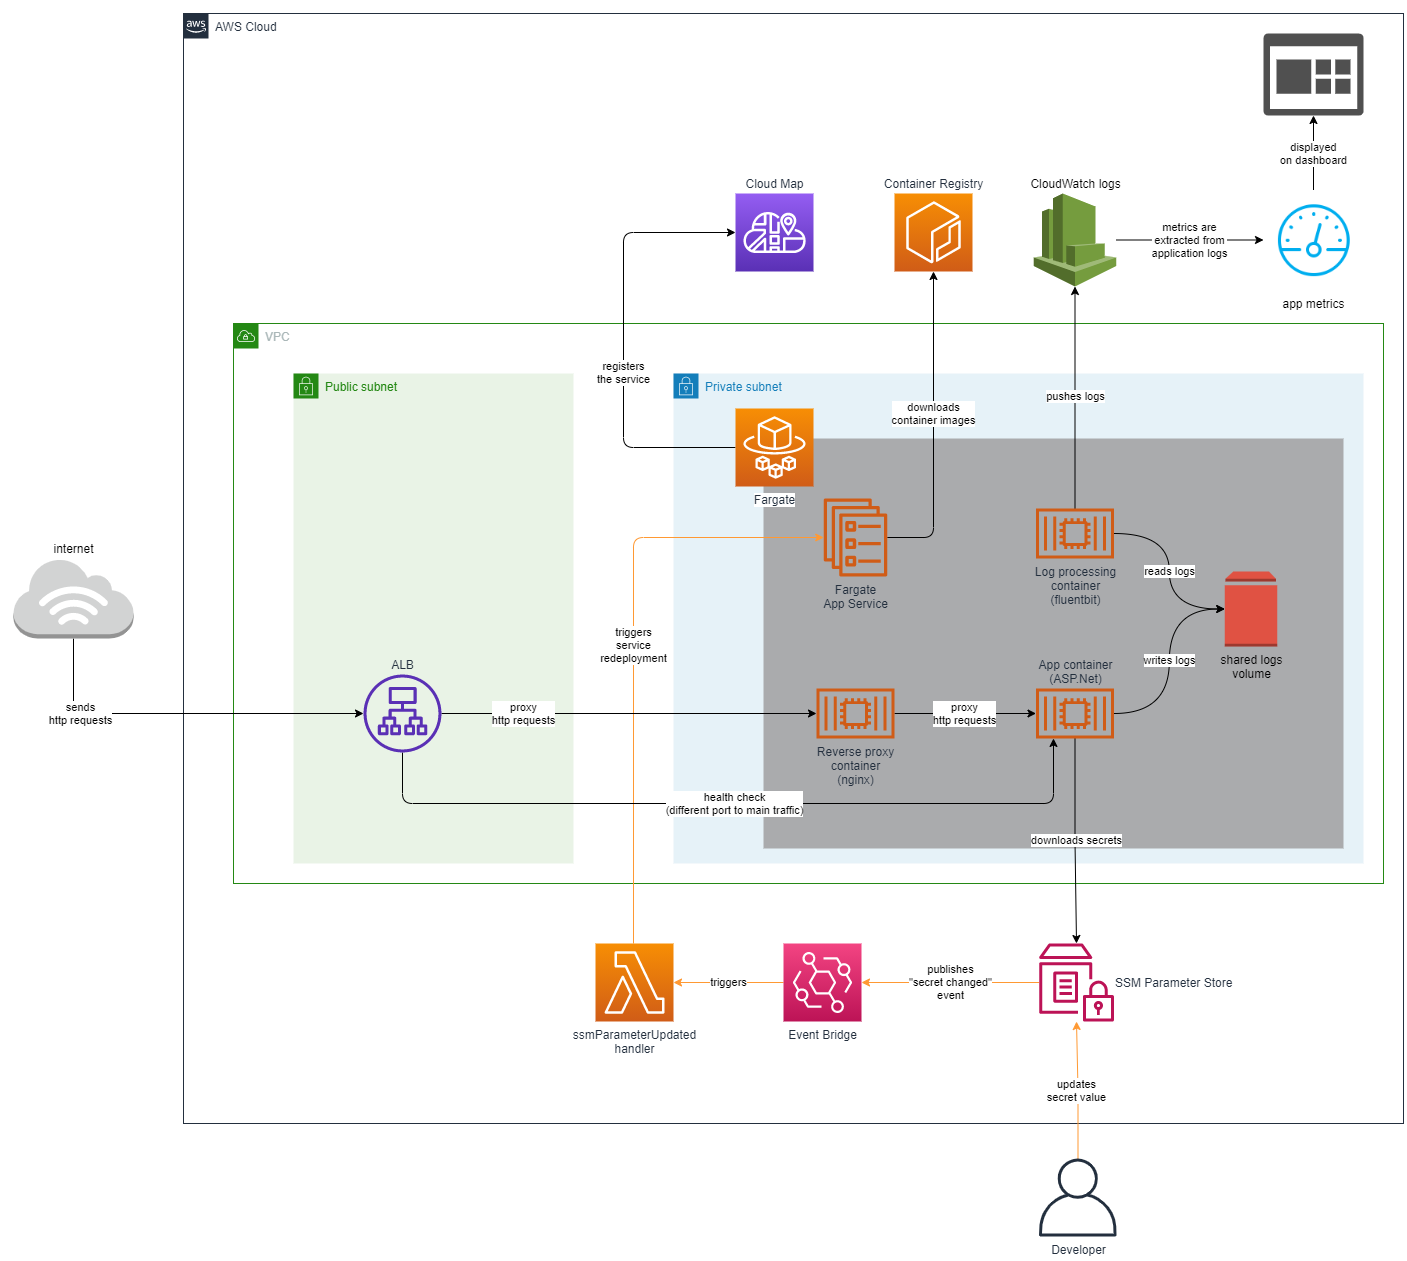 aws
AWS Cloud
displayed
on dashboard
Cloud Map
Container Registry
CloudWatch logs
metrics are
extracted from
application logs
app metrics
VPC
registers
the service
Public subnet
Private subnet
pushes logs
downloads
container images
Fargate
internet
Log processing
container
(fluentbit)
reads logs
Fargate
App Service
triggers
service
redeployment
ALB
App container
(ASP.Net)
writes logs
shared logs
volume
sends
http requests
proxy
http requests
proxy
http requests
Reverse proxy
container
(nginx)
health check
(different port to main traffic)
downloads secrets
triggers
publishes
"secret changed"
event
SSM Parameter Store
ssmParameterUpdated
handler
Event Bridge
updates
secret value
Developer